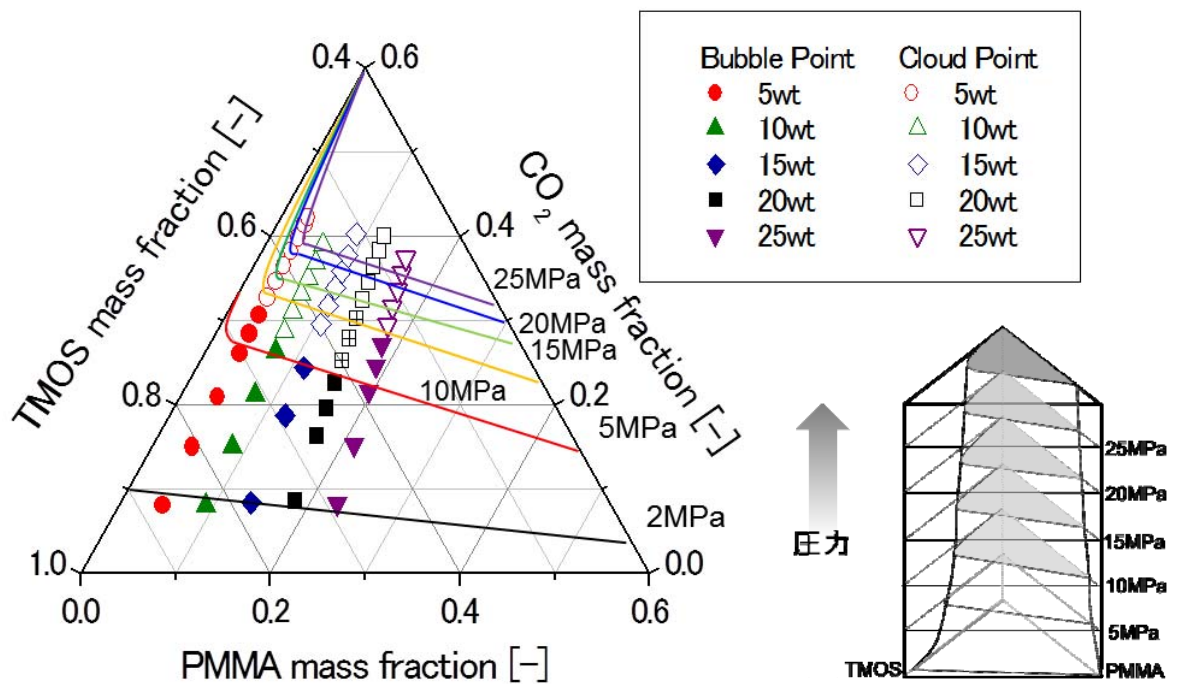 0.4 0.6
TMOS mass fraction [-]
CO2 mass fraction [-]
0.6
0.4
0.8
0.2
1.0
0.0
25MPa
20MPa
15MPa
10MPa
5MPa
2MPa
0.0 0.2 0.4 0.6
PMMA mass fraction [-]
Bubble Point Cloud Point
5wt 5wt
10wt 10wt
15wt 15wt
20wt 20wt
25wt 25wt
圧力
25MPa
20MPa
15MPa
10MPa
5MPa
TMOS PMMA